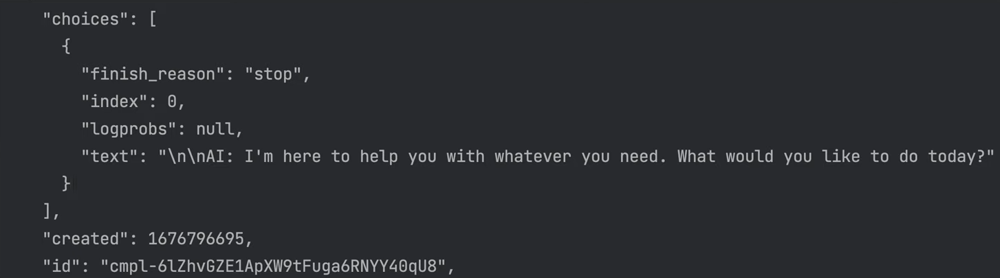 "choices": [
{
"finish_reason": "stop",
"index": 0,
"logprobs": null,
"text": "\n\nAI: I'm here to help you with whatever you need. What would you like to do today?"
}
],
"created": 1676796695,
"id": "cmpl-6lZhvGZE1ApXW9tFuga6RNYY40qU8",